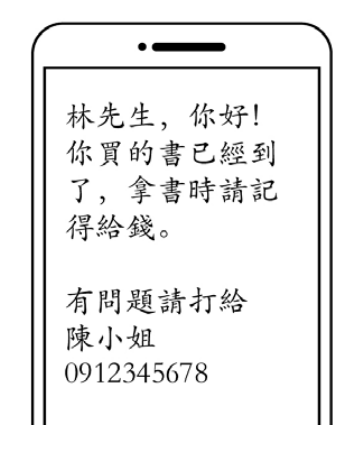 林先生，你好！
你買的書已經到
了，拿書時請記
得給錢。
有問題請打給
陳小姐
0912345678